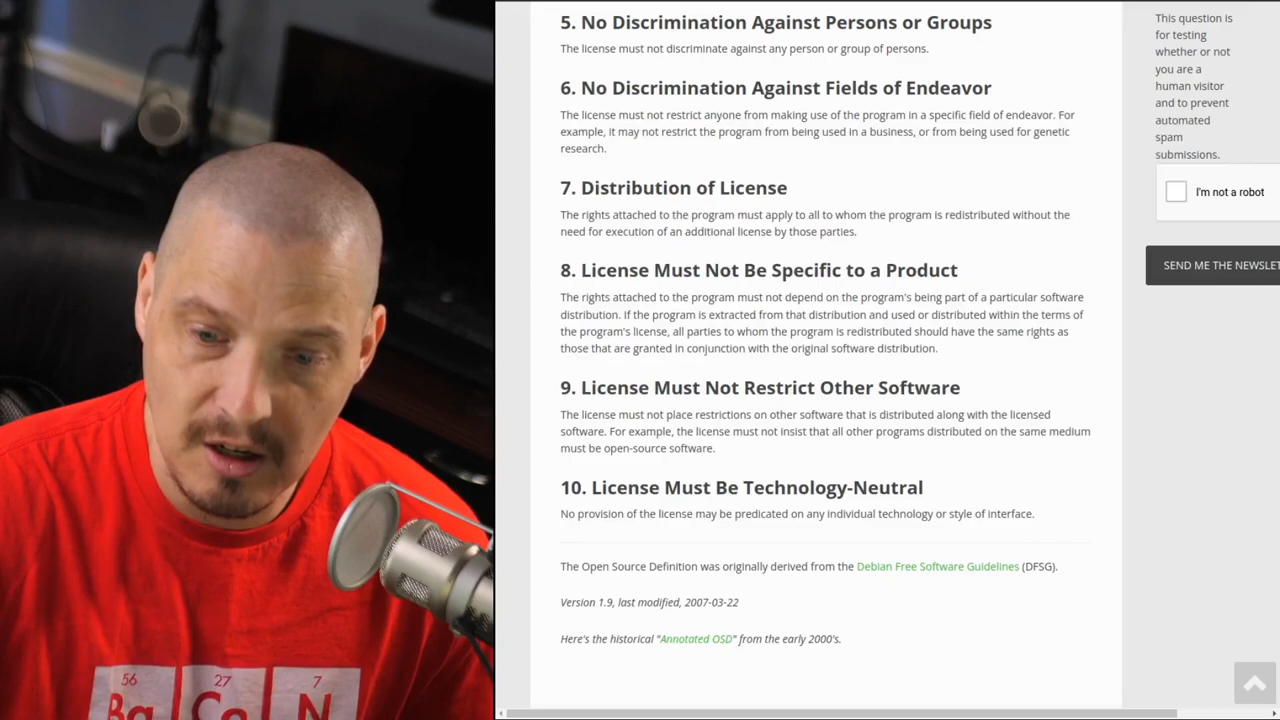 5. No Discrimination Against Persons or Groups
The license must not discriminate against any person or group of persons.
6. No Discrimination Against Fields of Endeavor
The license must not restrict anyone from making use of the program in a specific field of endeavor. For
example, it may not restrict the program from being used in a business, or from being used for genetic
research.
7. Distribution of License
The rights attached to the program must apply to all to whom the program is redistributed without the
need for execution of an additional license by those parties.
8. License Must Not Be Specific to a Product
The rights attached to the program must not depend on the program's being part of a particular software
distribution. If the program is extracted from that distribution and used or distributed within the terms of
the program's license, all parties to whom the program is redistributed should have the same rights as
those that are granted in conjunction with the original software distribution.
9. License Must Not Restrict Other Software
The license must not place restrictions on other software that is distributed along with the licensed
software. For example, the license must not insist that all other programs distributed on the same medium
must be open-source software.
10. License Must Be Technology-Neutral
No provision of the license may be predicated on any individual technology or style of interface.
The Open Source Definition was originally derived from the Debian Free Software Guidelines (DFSG).
Version 1.9, last modified, 2007-03-22
Here's the historical "Annotated OSD" from the early 2000's.
This question is
for testing
whether or not
you are a
human visitor
and to prevent
automated
spam
submissions.
I'm not a robot
SEND ME THE NEWSLET
56 27 7
Ba Co N